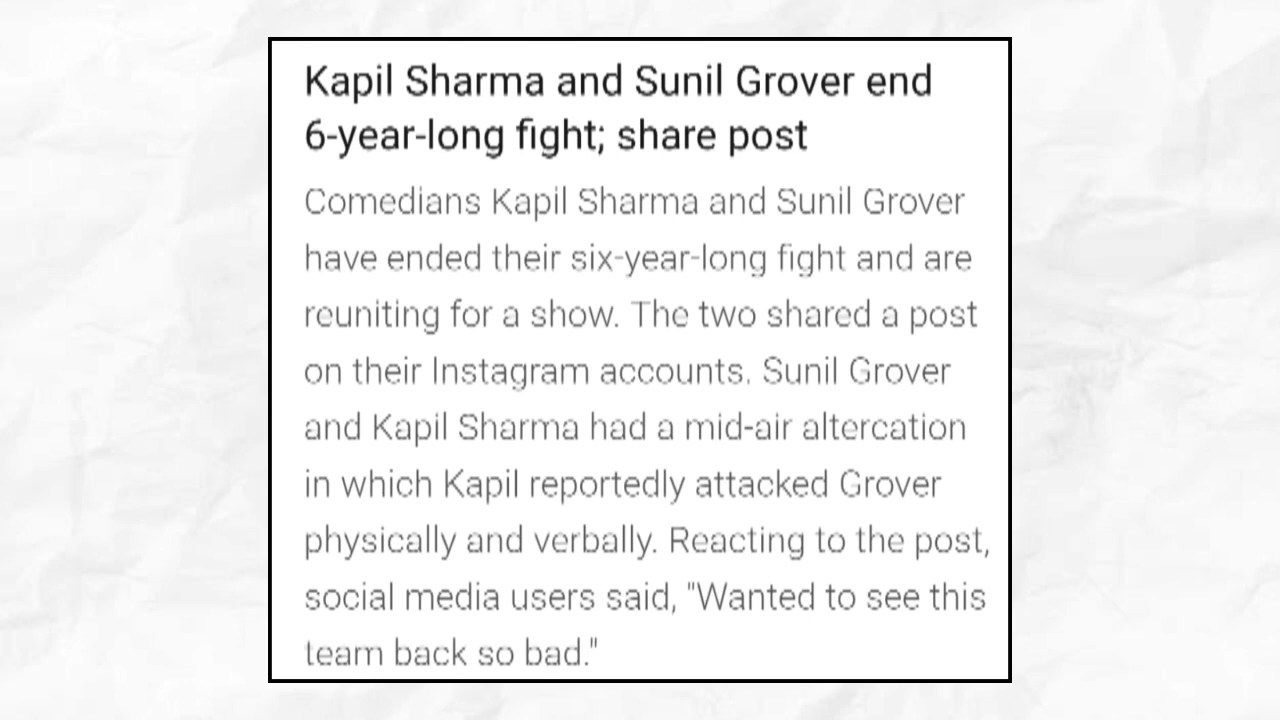 Kapil Sharma and Sunil Grover end
6-year-long fight; share post
Comedians Kapil Sharma and Sunil Grover
have ended their six-year-long fight and are
reuniting for a show. The two shared a post
on their Instagram accounts. Sunil Grover
and Kapil Sharma had a mid-air altercation
in which Kapil reportedly attacked Grover
physically and verbally. Reacting to the post,
social media users said, "Wanted to see this
team back so bad."